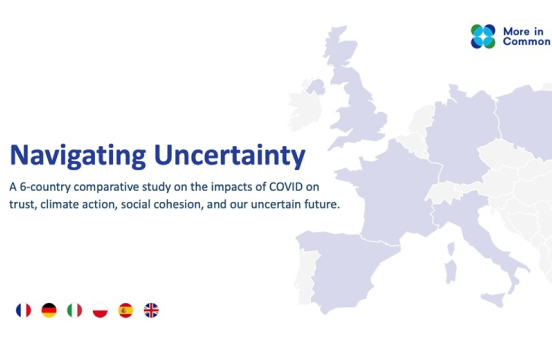 More in
Common
Navigating Uncertainty
A 6-country comparative study on the impacts of COVID on
trust, climate action, social cohesion, and our uncertain future.